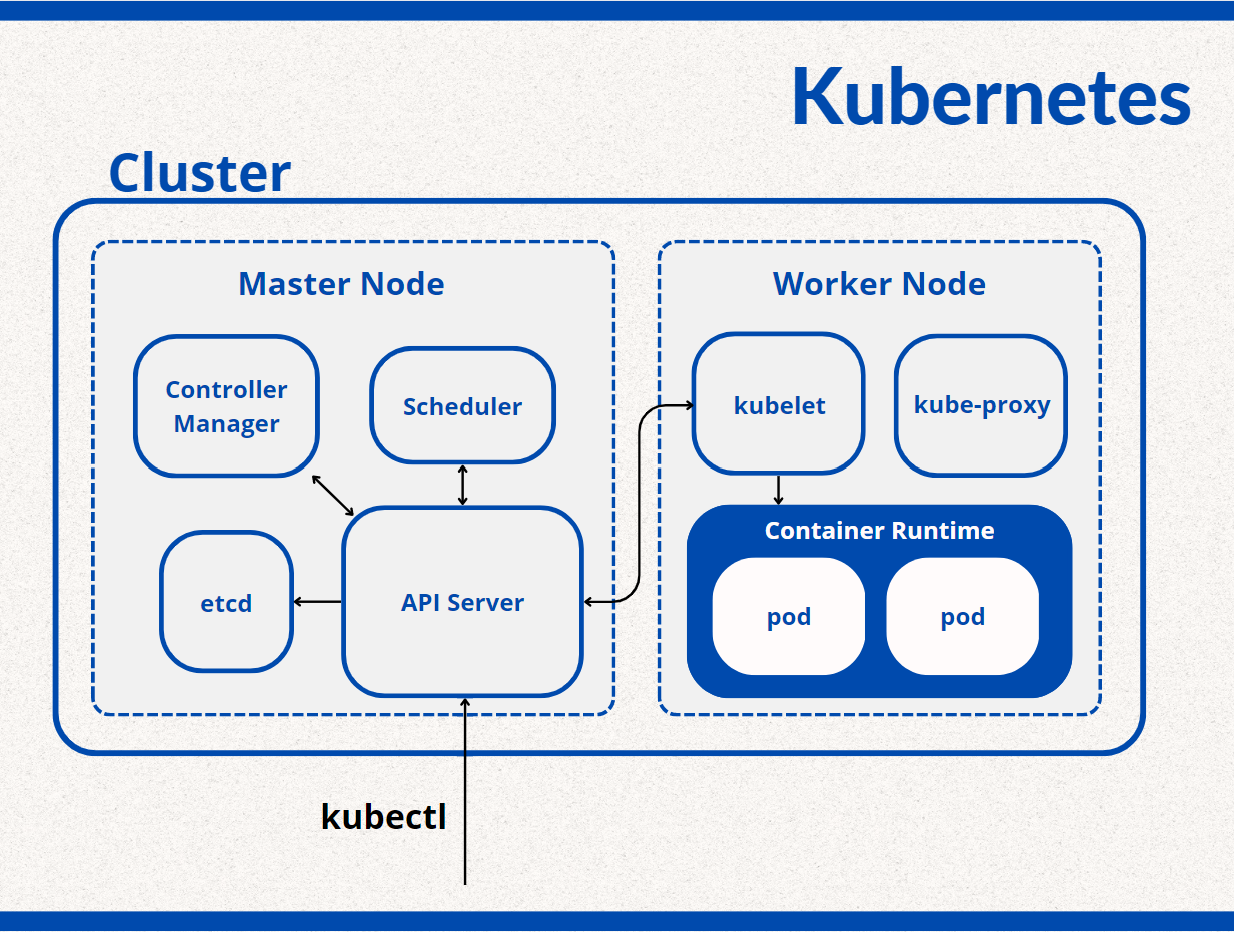 Kubernetes
Cluster
Master Node
Controller
Manager
Scheduler
etcd
API Server
Worker Node
kubelet
kube-proxy
Container Runtime
pod
pod
kubectl